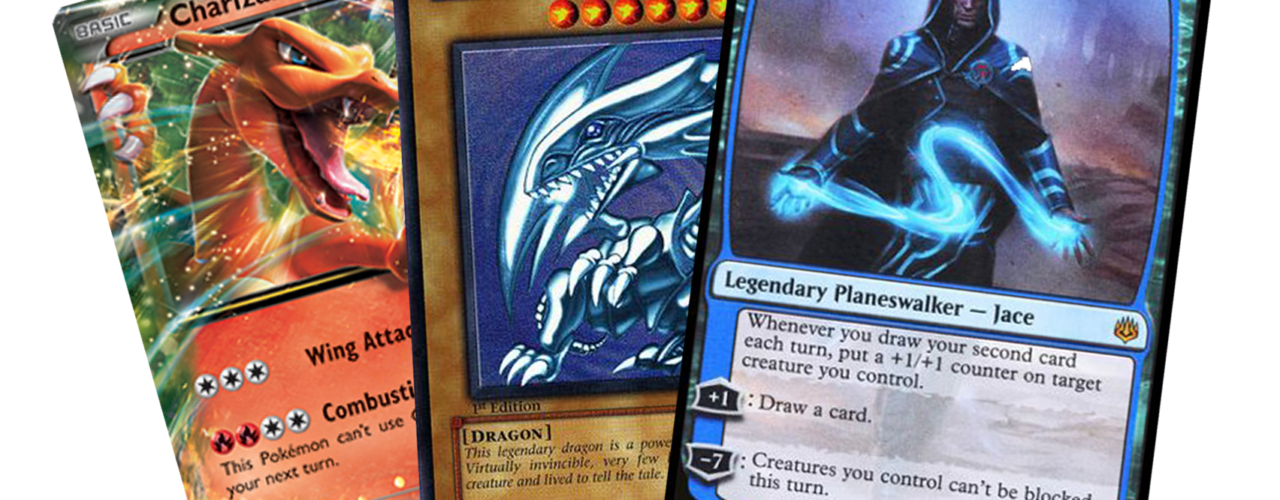 BASIC
Wing
Combusti
This Pokémon can't use
your next turn.
1st Edition
[DRAGON]
This legendary dragon is a
Virtually invincible, very few
creature and lived to tell the tale.
Legendary Planeswalker — Jace
Whenever you draw your second card
each turn, put a +1/+1 counter on target
creature you control.
+1 : Draw a card.
−7 : Creatures you control can't be blocked
this turn.